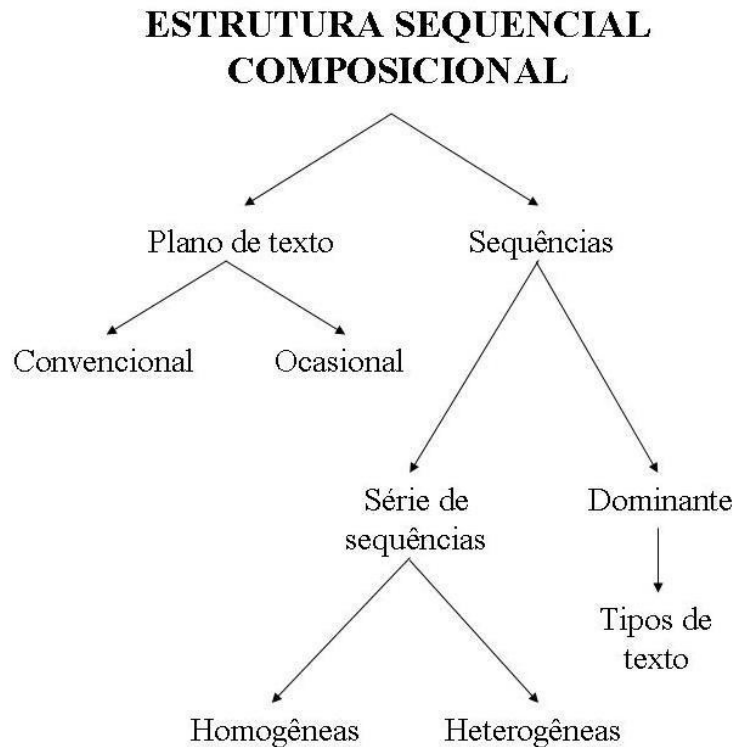 ESTRUTURA SEQUENCIAL
COMPOSICIONAL
Plano de texto
Sequências
Convencional
Ocasional
Série de
sequências
Dominante
Tipos de
texto
Homogêneas
Heterogêneas